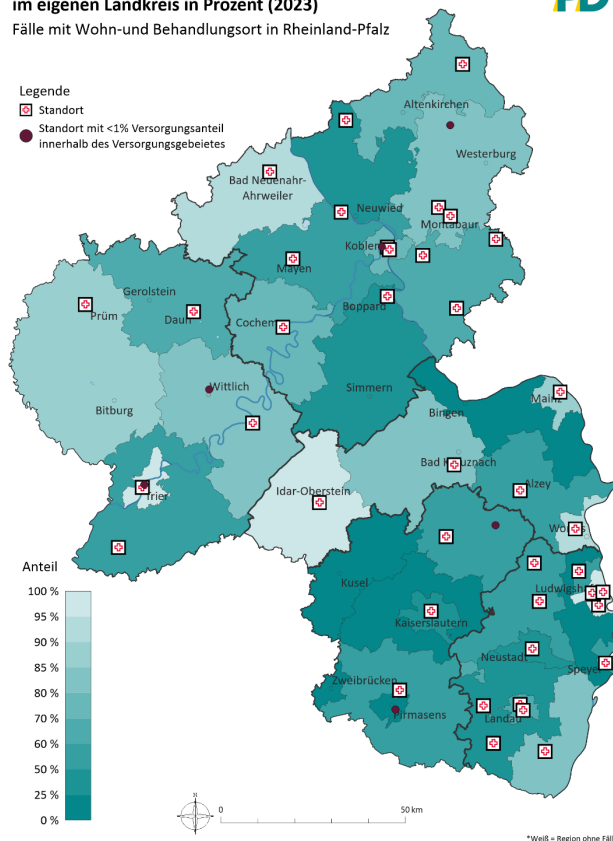 im eigenen Landkreis in Prozent (2023)
Fälle mit Wohn-und Behandlungsort in Rheinland-Pfalz
PD
Legende
Standort
Standort mit <1% Versorgungsanteil
innerhalb des Versorgungsgebietes
Altenkirchen
Westerburg
Bad Neuenahr-
Ahrweiler
Neuwied
Montabaur
Koblenz
Mayen
Gerolstein
Boppard
Prüm
Daun
Cochem
Wittlich
Simmern
Mainz
Bitburg
Bingen
Bad Kreuznach
Alzey
Idar-Oberstein
Trier
Worms
Anteil
Kusel
Ludwigsh
100 %
95 %
90 %
85 %
80 %
70 %
60 %
50 %
25 %
0 %
Kaiserslautern
Neustadt
Speyer
Zweibrücken
Pirmasens
Landau
N
0
50 km
*Weiß = Region ohne Fäll